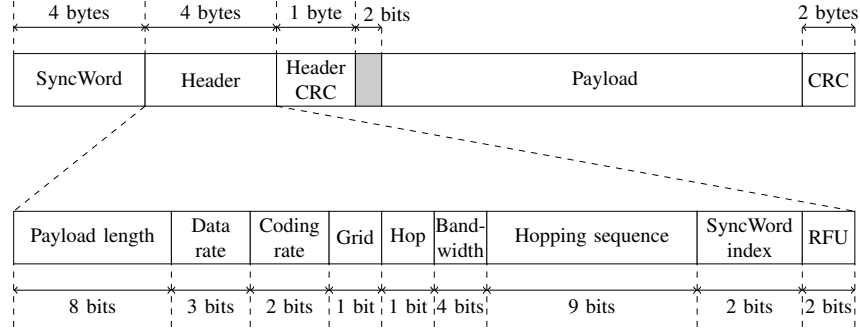 4 bytes 4 bytes 1 byte 2 bits 2 bytes
SyncWord Header Header CRC Payload CRC
Payload length Data rate Coding rate Grid Hop Band-width Hopping sequence SyncWord index RFU
8 bits 3 bits 2 bits 1 bit 1 bit 4 bits 9 bits 2 bits 2 bits